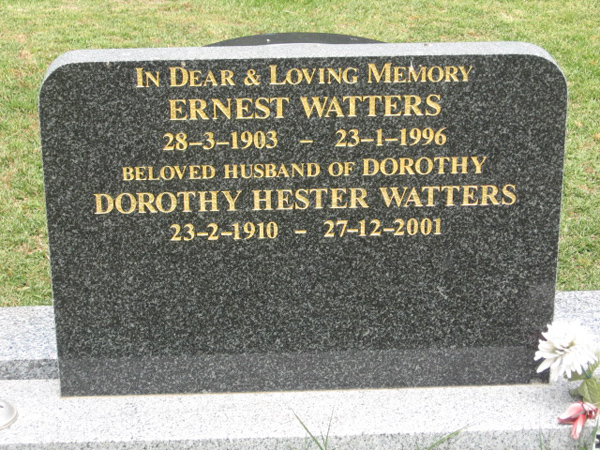 In Dear & Loving Memory
ERNEST WATTERS
28–3–1903 – 23–1–1996
BELOVED HUSBAND OF DOROTHY
DOROTHY HESTER WATTERS
23–2–1910 – 27–12–2001